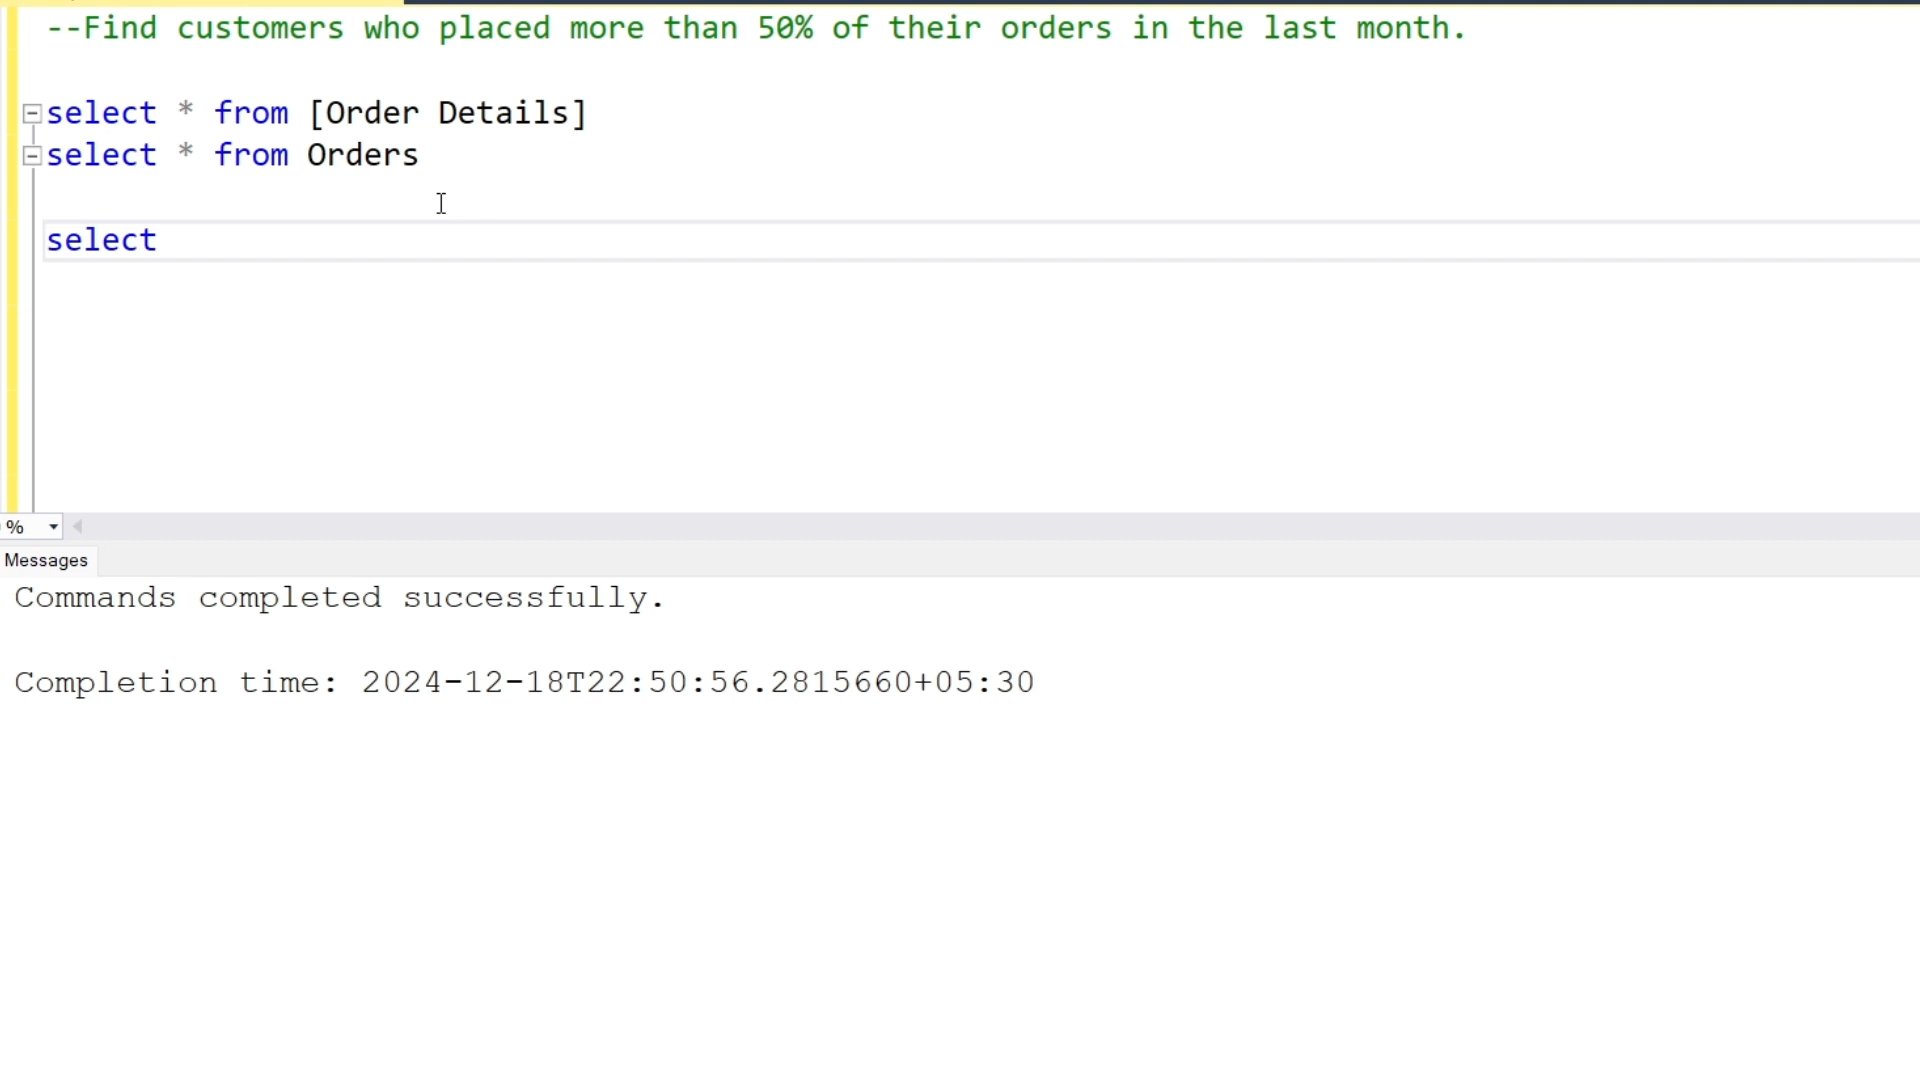 --Find customers who placed more than 50% of their orders in the last month.
select * from [Order Details]
select * from Orders
select
%
Messages
Commands completed successfully.
Completion time: 2024-12-18T22:50:56.2815660+05:30